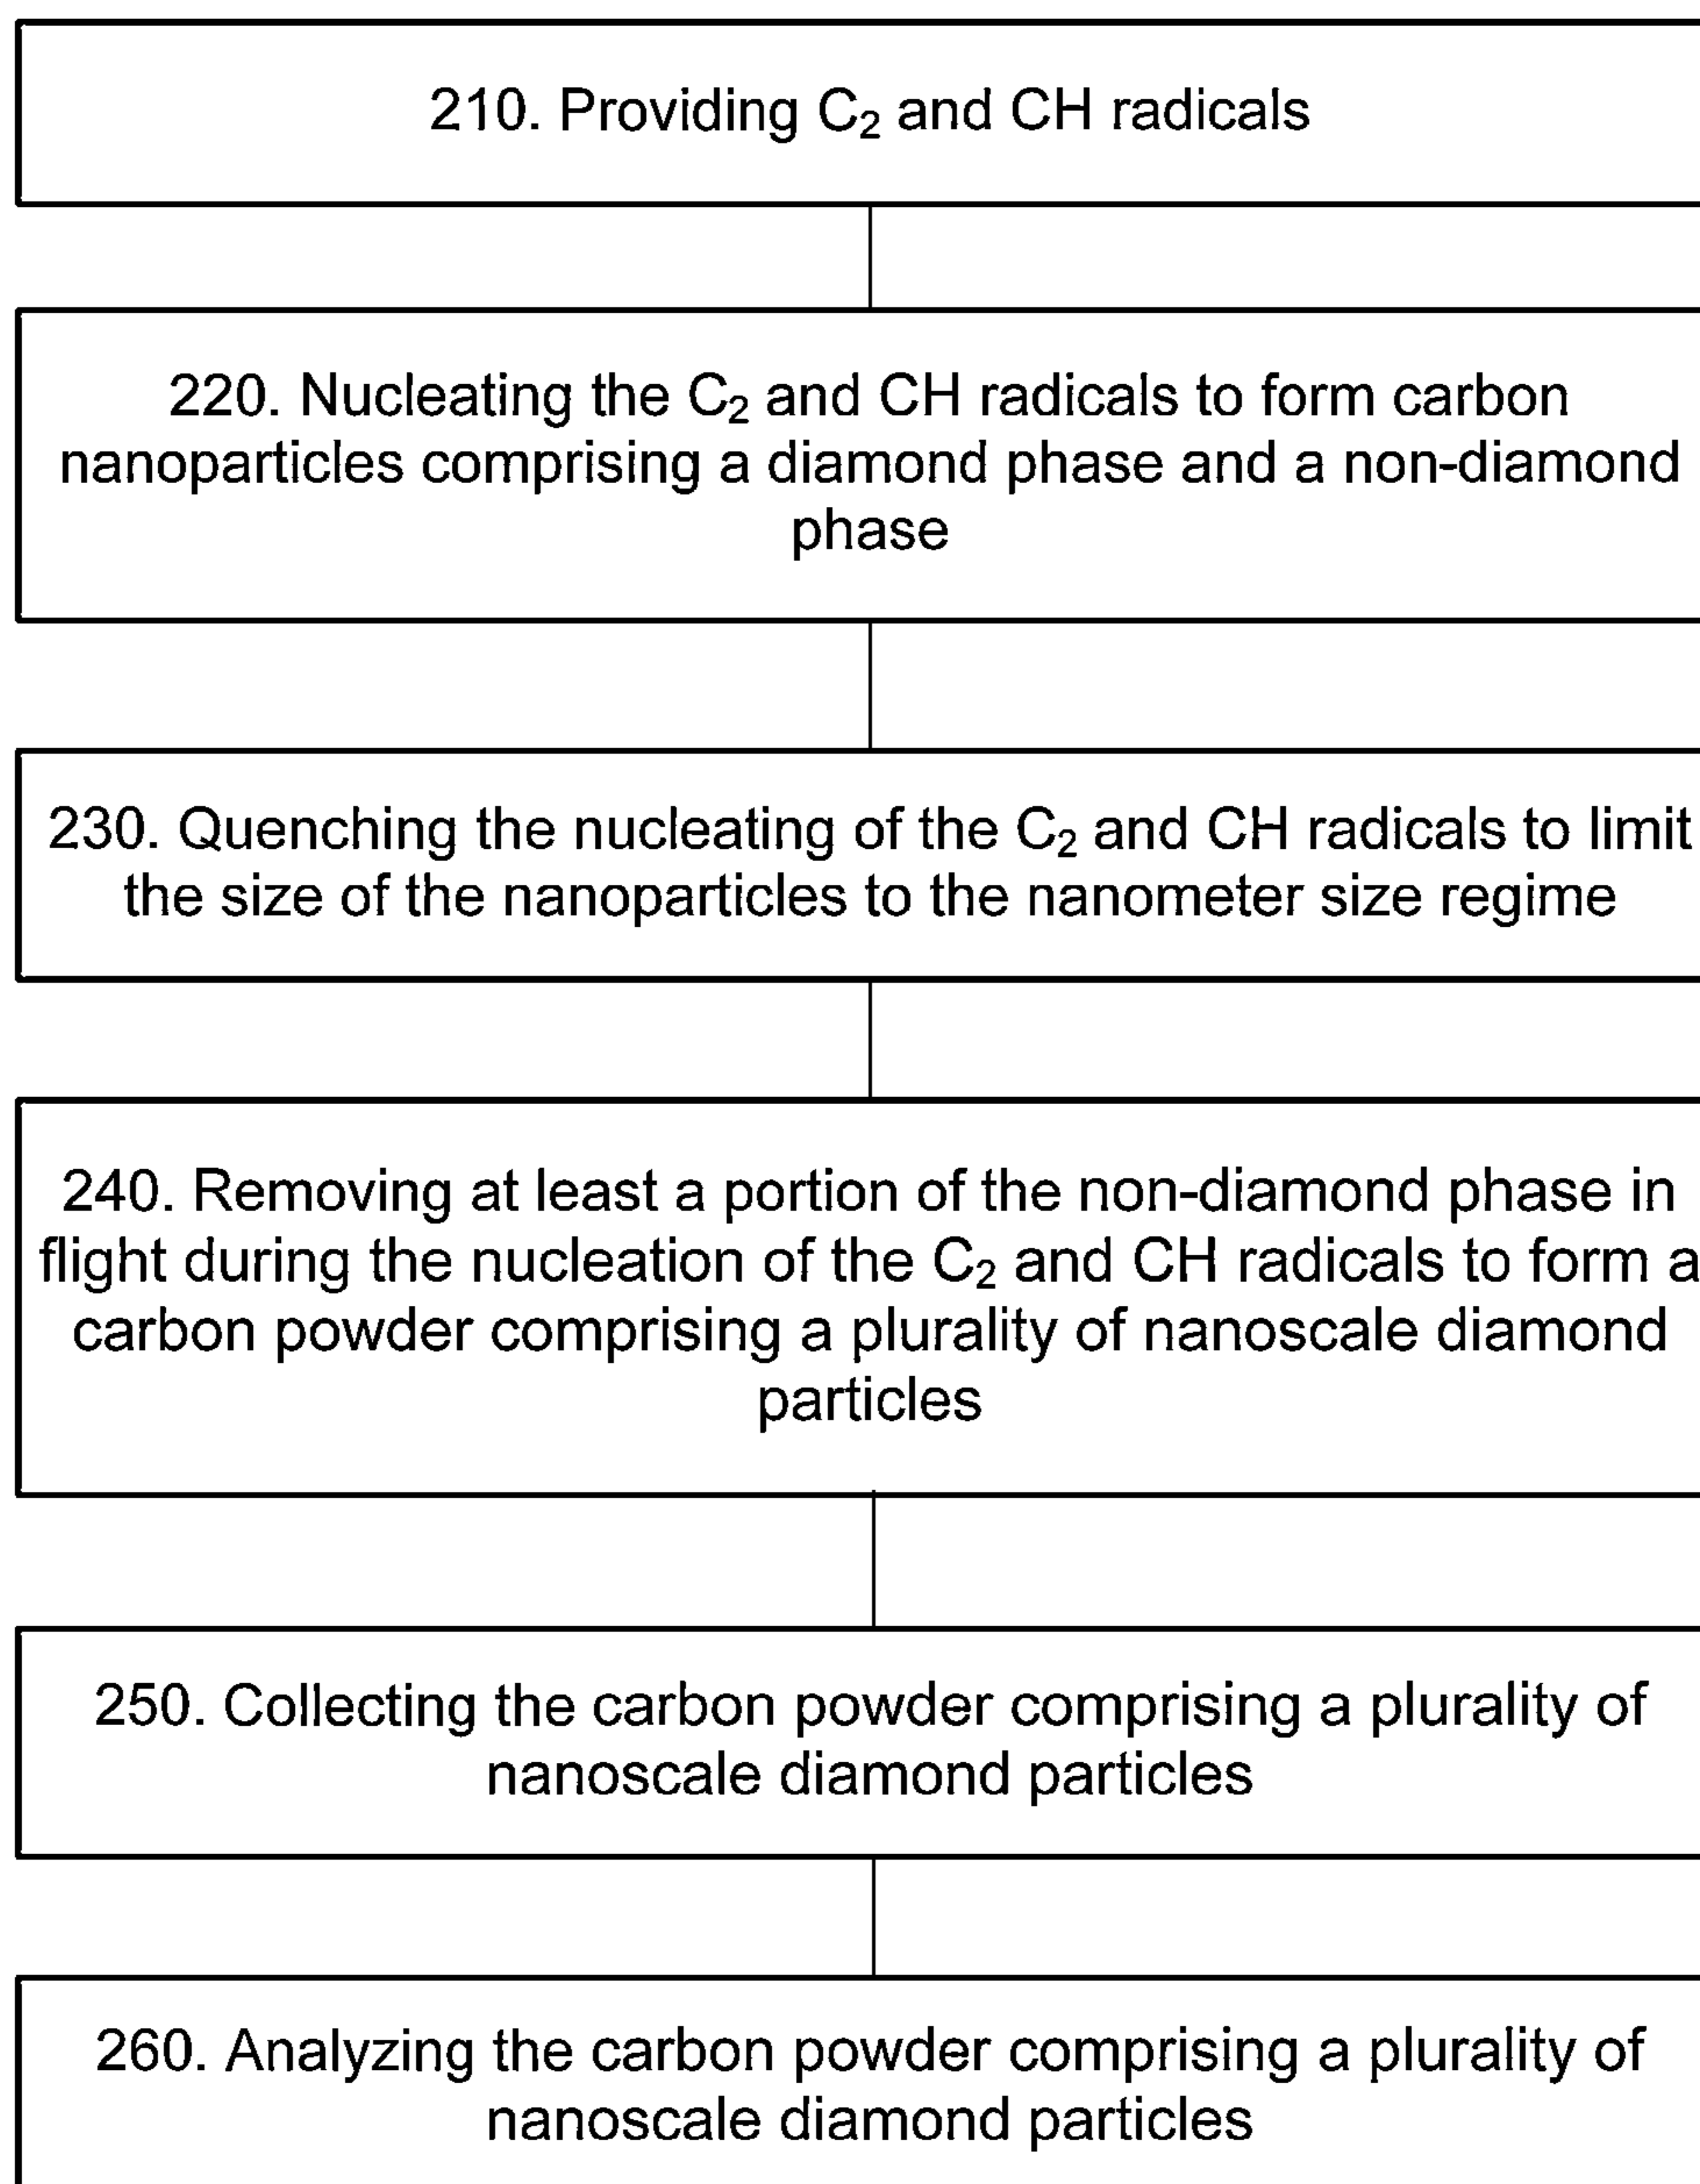 210. Providing C₂ and CH radicals
220. Nucleating the C₂ and CH radicals to form carbon
nanoparticles comprising a diamond phase and a non-diamond
phase
230. Quenching the nucleating of the C₂ and CH radicals to limit
the size of the nanoparticles to the nanometer size regime
240. Removing at least a portion of the non-diamond phase in
flight during the nucleation of the C₂ and CH radicals to form a
carbon powder comprising a plurality of nanoscale diamond
particles
250. Collecting the carbon powder comprising a plurality of
nanoscale diamond particles
260. Analyzing the carbon powder comprising a plurality of
nanoscale diamond particles